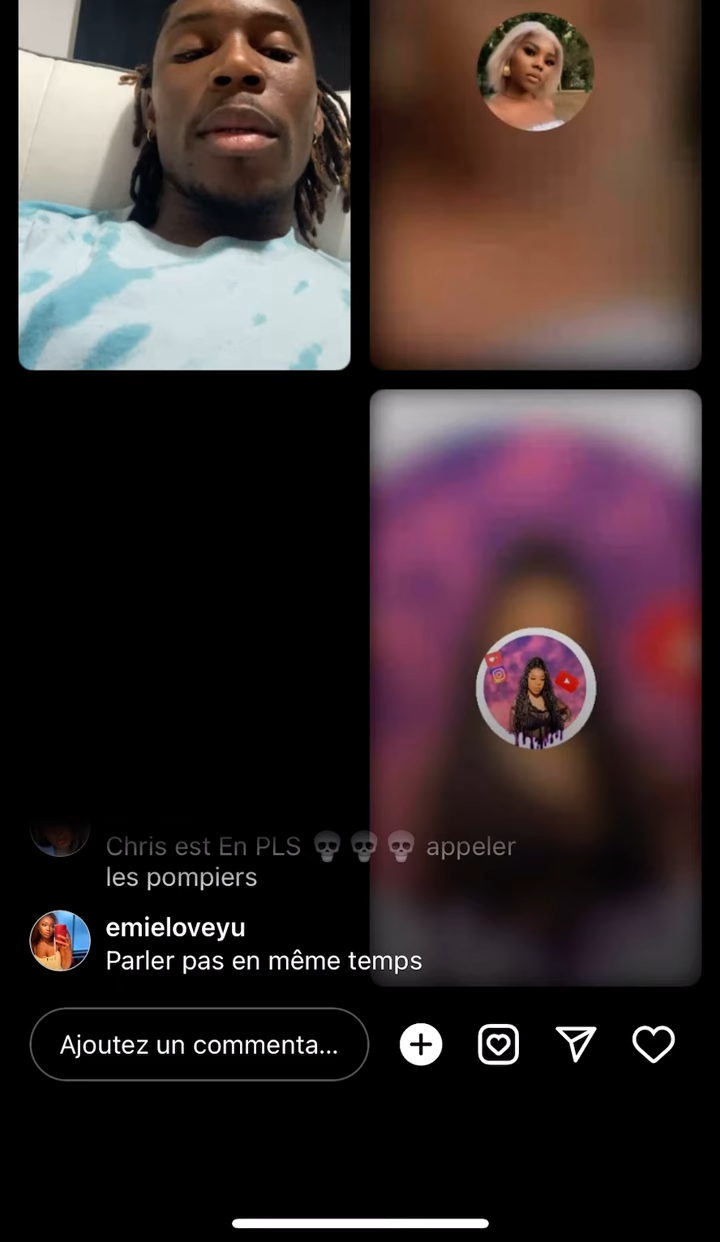 Chris est En PLS 💀💀💀 appeler
les pompiers
emieloveyu
Parler pas en même temps
Ajoutez un commenta...